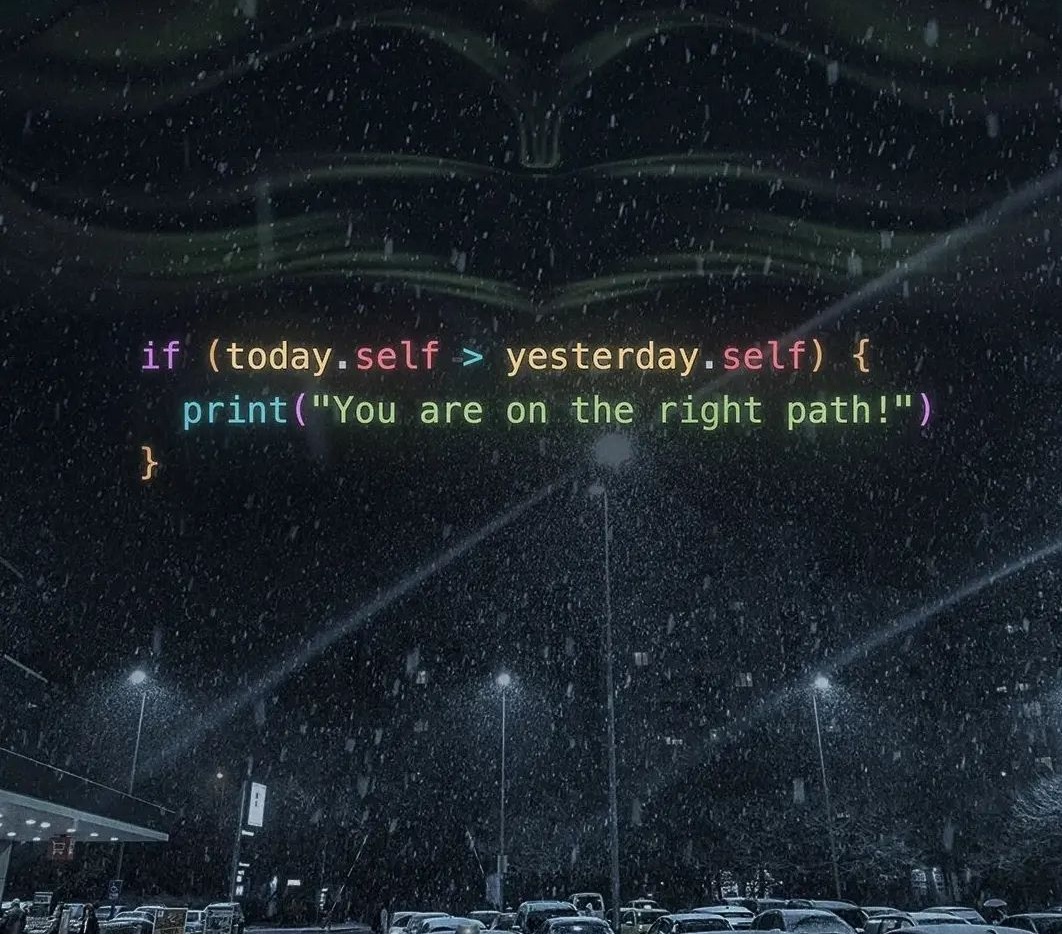 if (today.self > yesterday.self) {
  print("You are on the right path!")
}